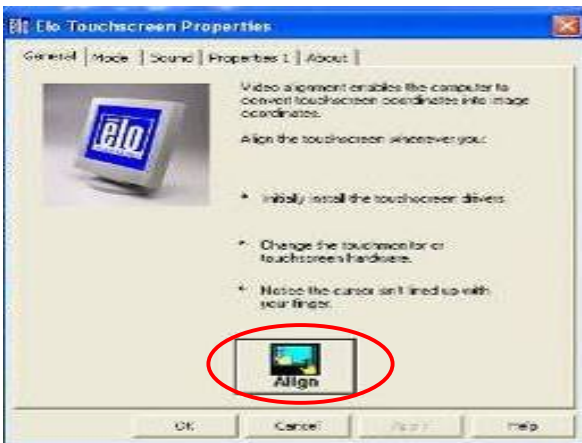 Elo Touchscreen Properties
General Mode Sound Properties 1 About
elo
Video alignment enables the computer to
convert touchscreen coordinates into image
coordinates.
Align the touchscreen whenever you:
* Initially install the touchscreen drivers.
* Change the touchmonitor or
touchscreen hardware.
* Notice the cursor isn't lined up with
your finger.
Align
OK Cancel Apply Help